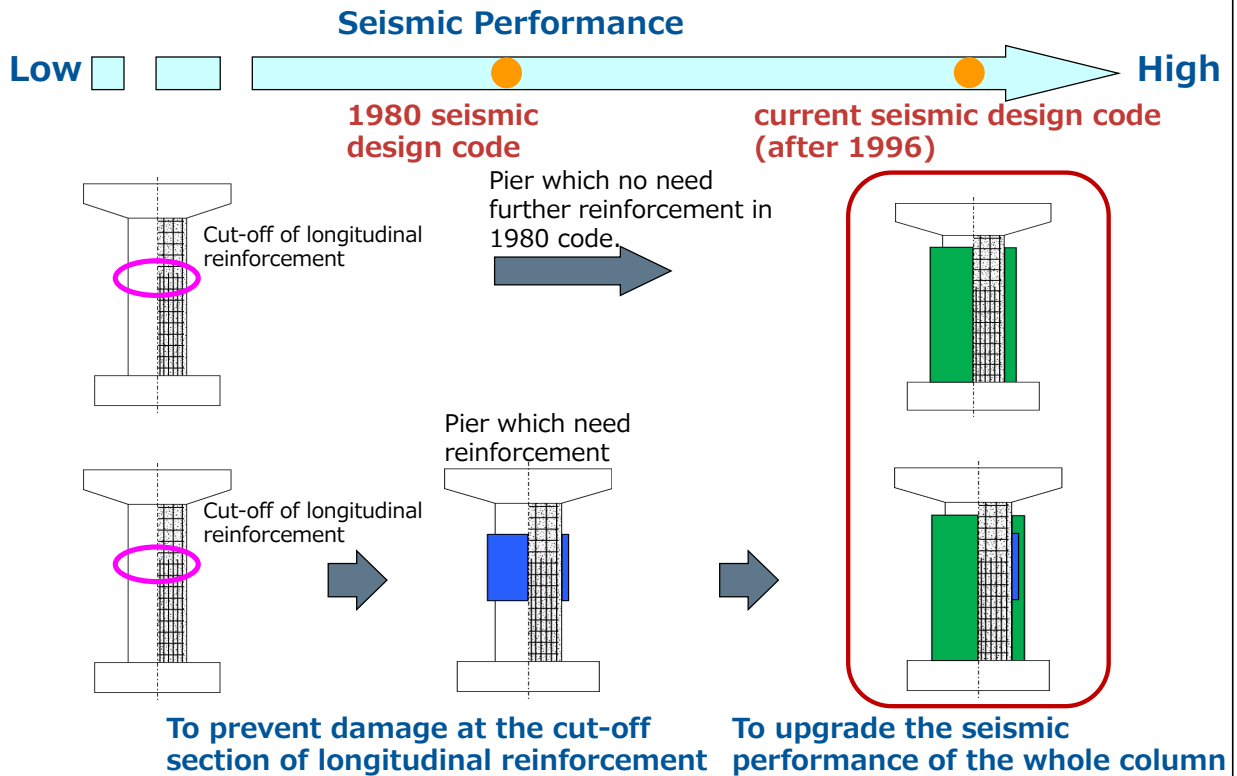 Seismic Performance
Low
High
1980 seismic
design code
current seismic design code
(after 1996)
Pier which no need
further reinforcement in
1980 code.
Cut-off of longitudinal
reinforcement
Pier which need
reinforcement
Cut-off of longitudinal
reinforcement
To prevent damage at the cut-off
section of longitudinal reinforcement
To upgrade the seismic
performance of the whole column